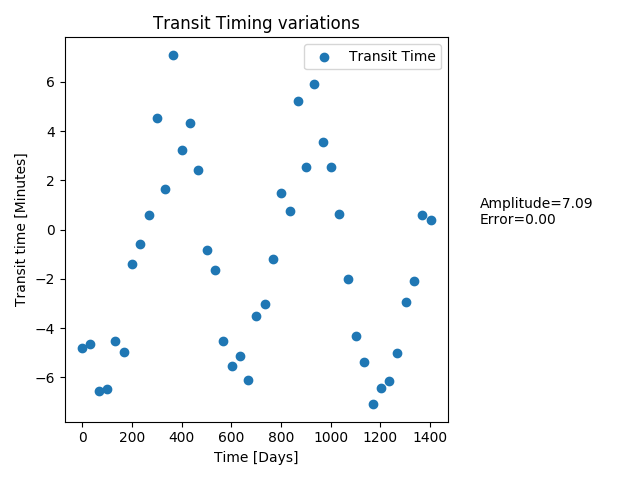 Transit Timing variations
Transit Time
Transit time [Minutes]
6
4
2
0
−2
−4
−6
0
200
400
600
800
1000
1200
1400
Time [Days]
Amplitude=7.09
Error=0.00